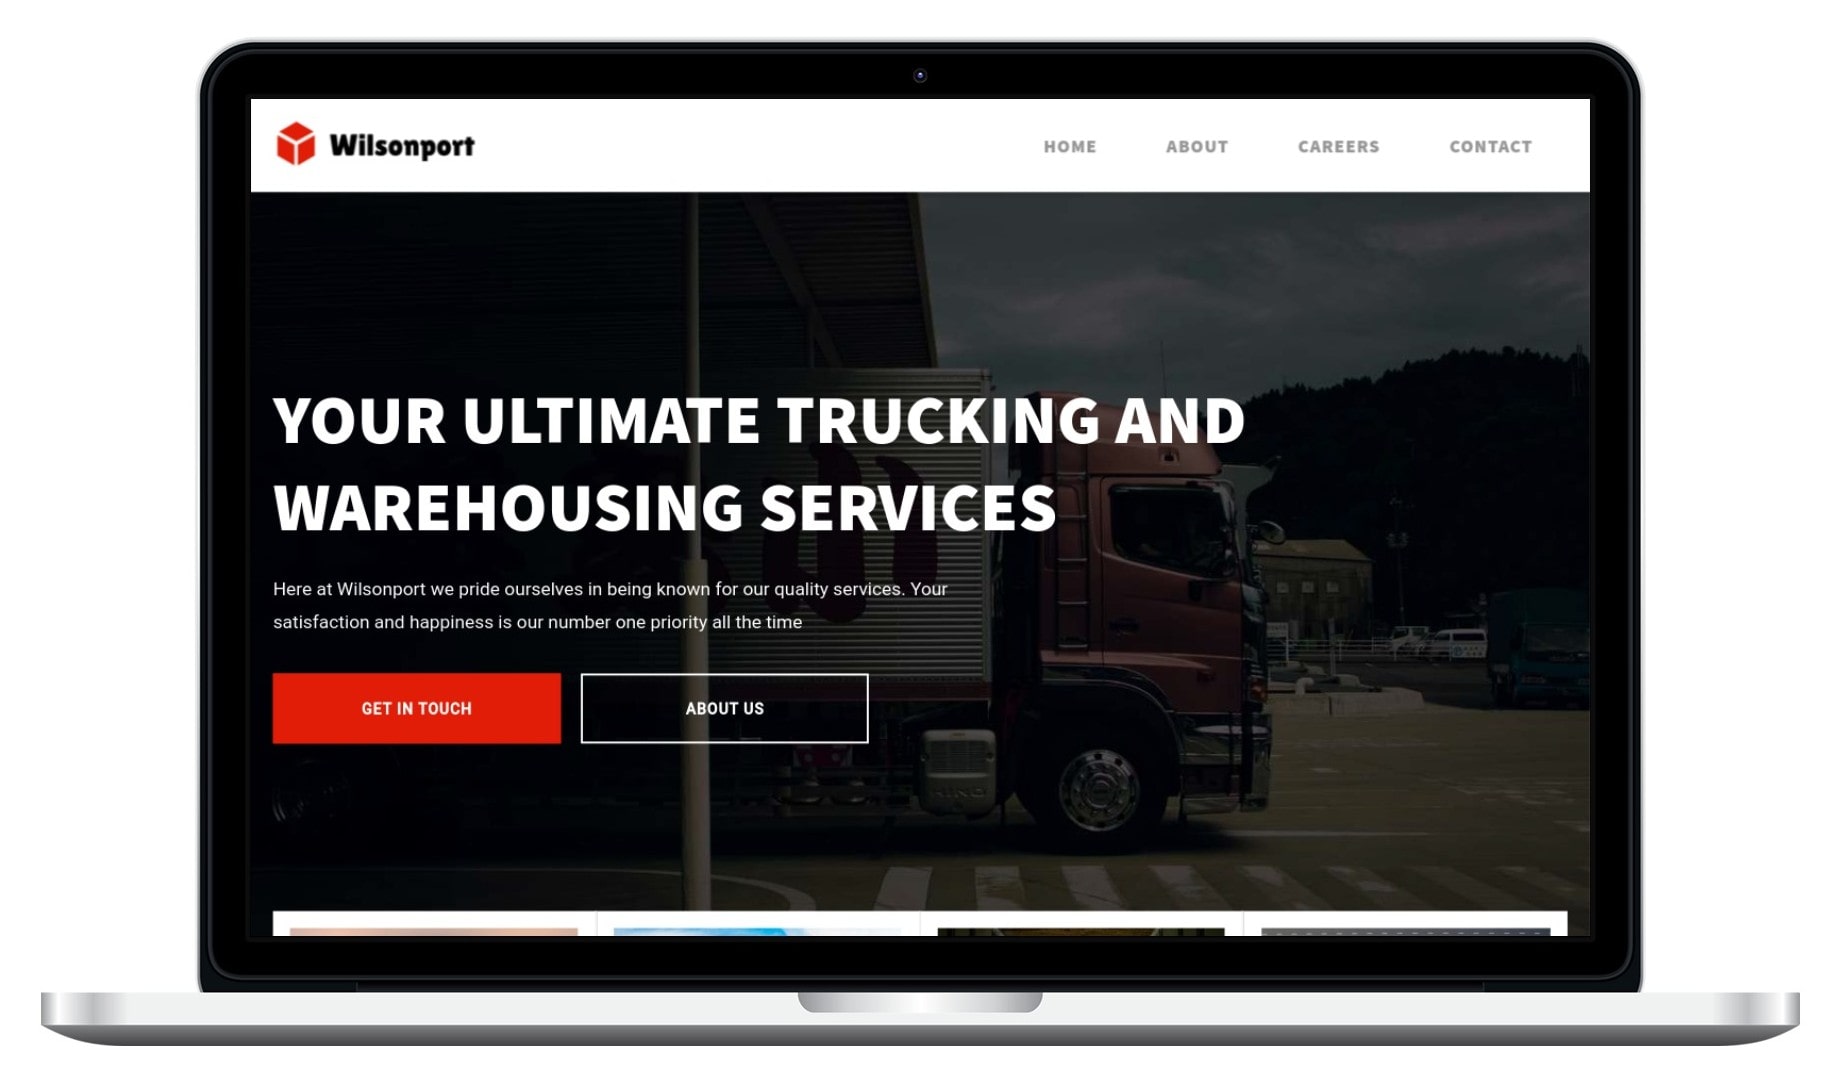 Wilsonport
HOME ABOUT CAREERS CONTACT
YOUR ULTIMATE TRUCKING AND
WAREHOUSING SERVICES
Here at Wilsonport we pride ourselves in being known for our quality services. Your
satisfaction and happiness is our number one priority all the time
GET IN TOUCH ABOUT US
HINO